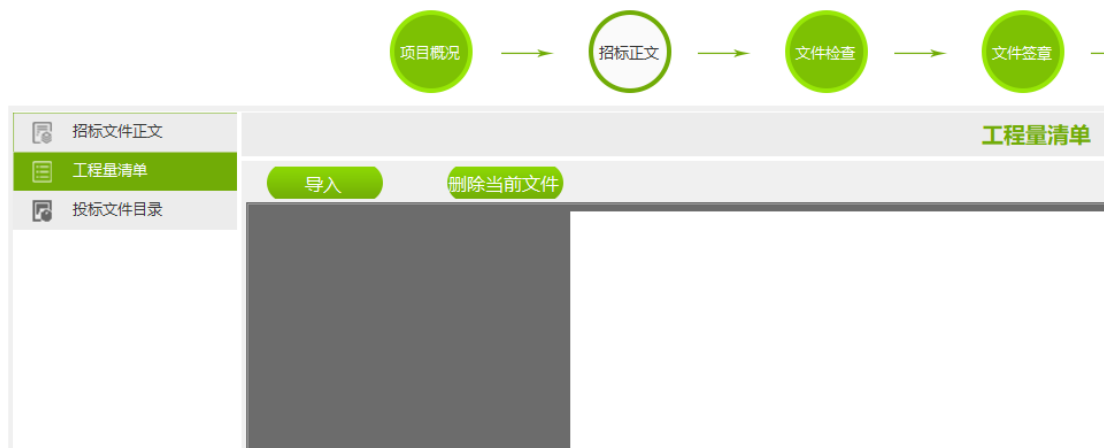 项目概况
招标正文
文件检查
文件签章
招标文件正文
工程量清单
工程量清单
投标文件目录
导入
删除当前文件